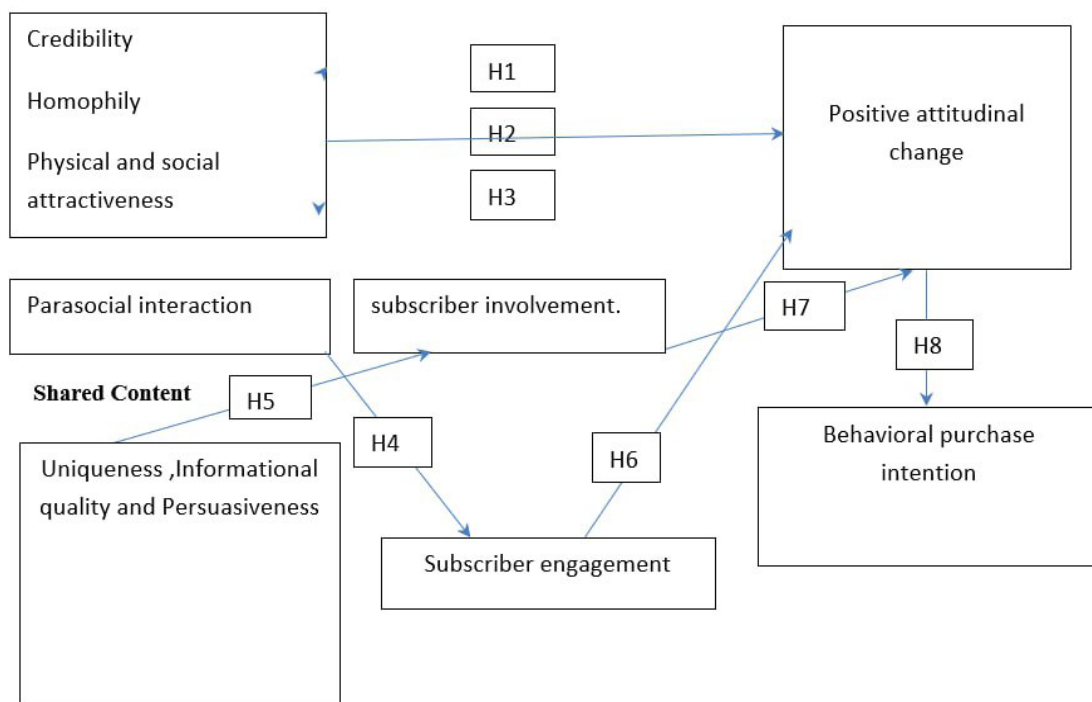 Credibility
Homophily
Physical and social
attractiveness
H1
H2
H3
Positive attitudinal
change
Parasocial interaction
subscriber involvement.
H7
H8
Shared Content
H5
H4
H6
Uniqueness ,Informational
quality and Persuasiveness
Behavioral purchase
intention
Subscriber engagement